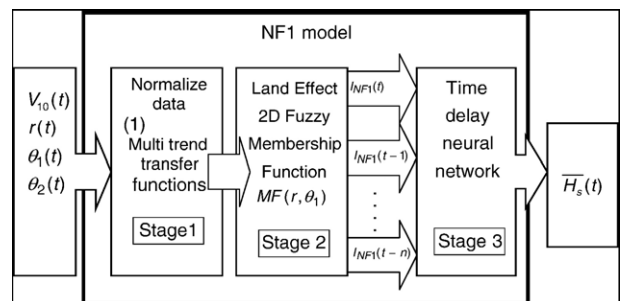 NF1 model
V10(t)
r(t)
θ1(t)
θ2(t)
Normalize
data
(1)
Multi trend
transfer
functions
Stage1
Land Effect
2D Fuzzy
Membership
Function
MF(r, θ1)
Stage 2
INF1(t)
INF1(t−1)
INF1(t−n)
Time
delay
neural
network
Stage 3
H̅s(t)